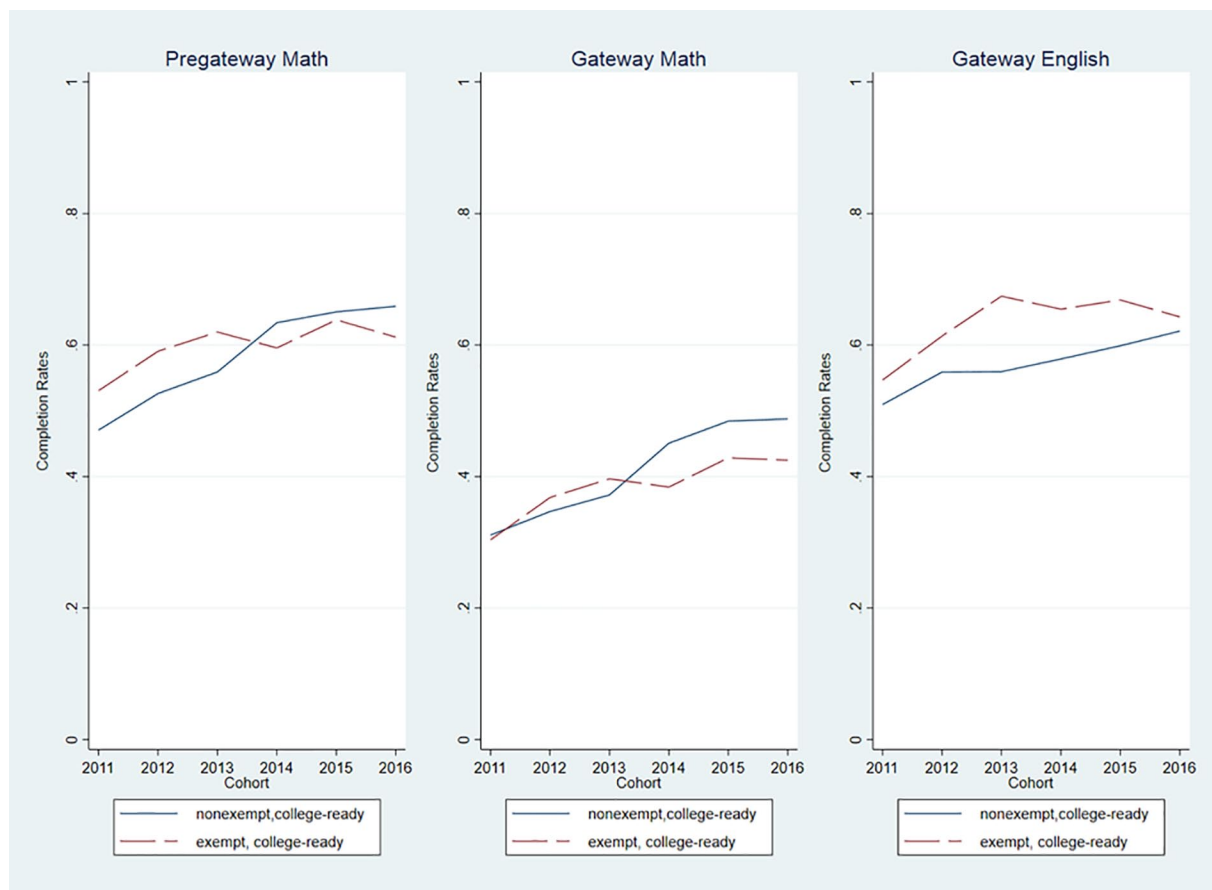 Pregateway Math
Completion Rates
1
.8
.6
.4
.2
0
2011 2012 2013 2014 2015 2016
Cohort
nonexempt,college-ready
exempt, college-ready
Gateway Math
Completion Rates
1
.8
.6
.4
.2
0
2011 2012 2013 2014 2015 2016
Cohort
nonexempt,college-ready
exempt, college-ready
Gateway English
Completion Rates
1
.8
.6
.4
.2
0
2011 2012 2013 2014 2015 2016
Cohort
nonexempt,college-ready
exempt, college-ready